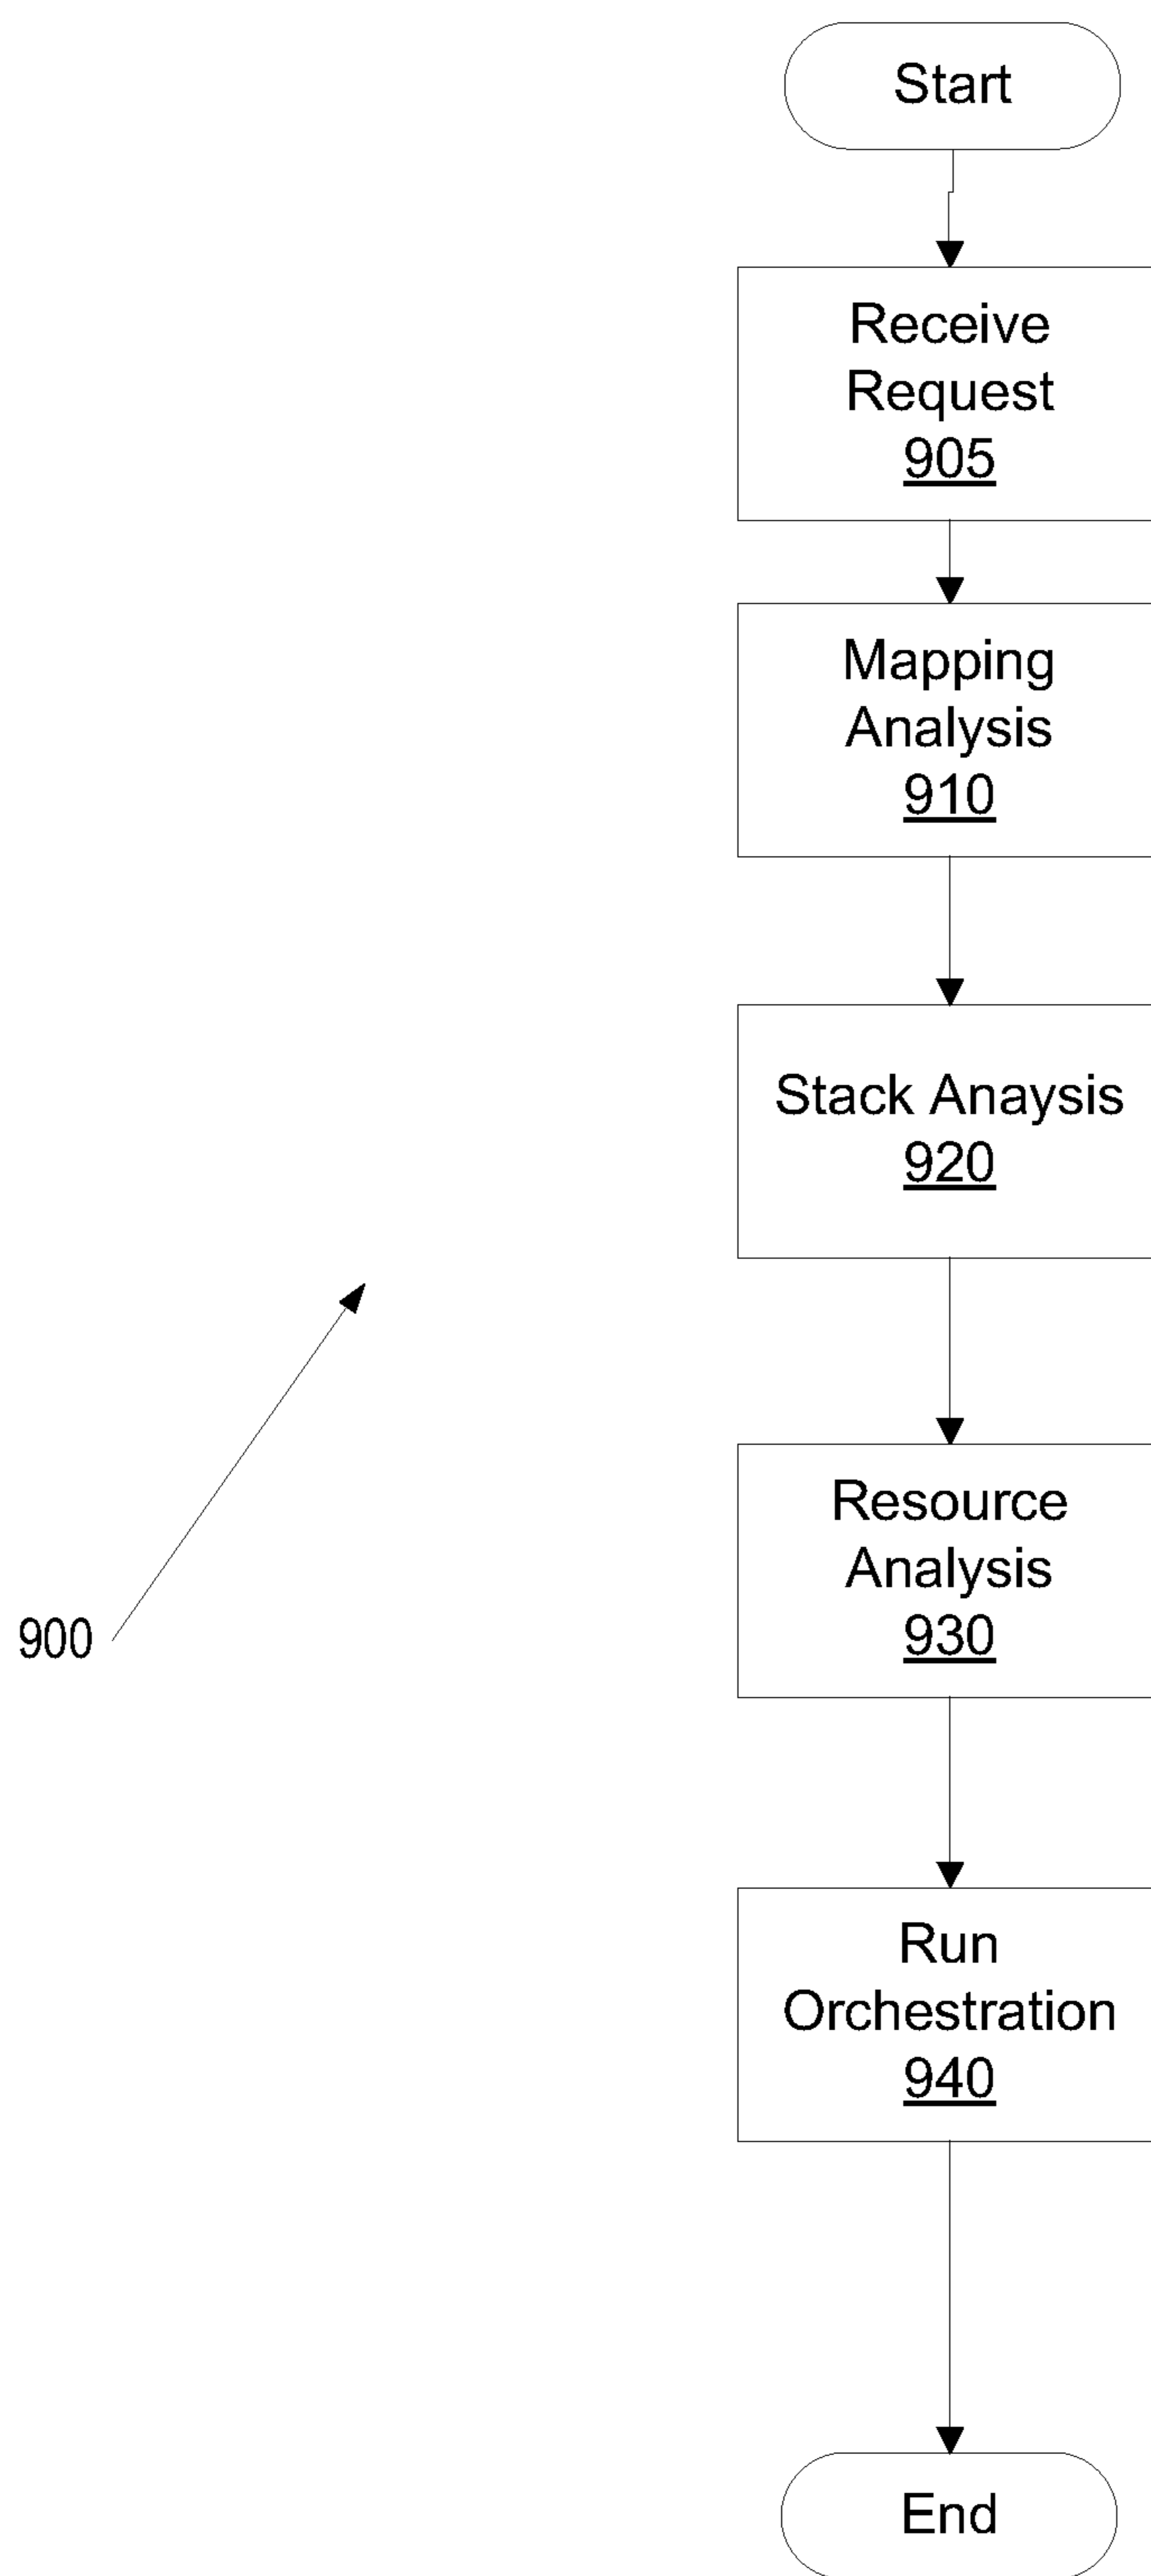 Start
Receive
Request
905
Mapping
Analysis
910
Stack Anaysis
920
Resource
Analysis
930
900
Run
Orchestration
940
End